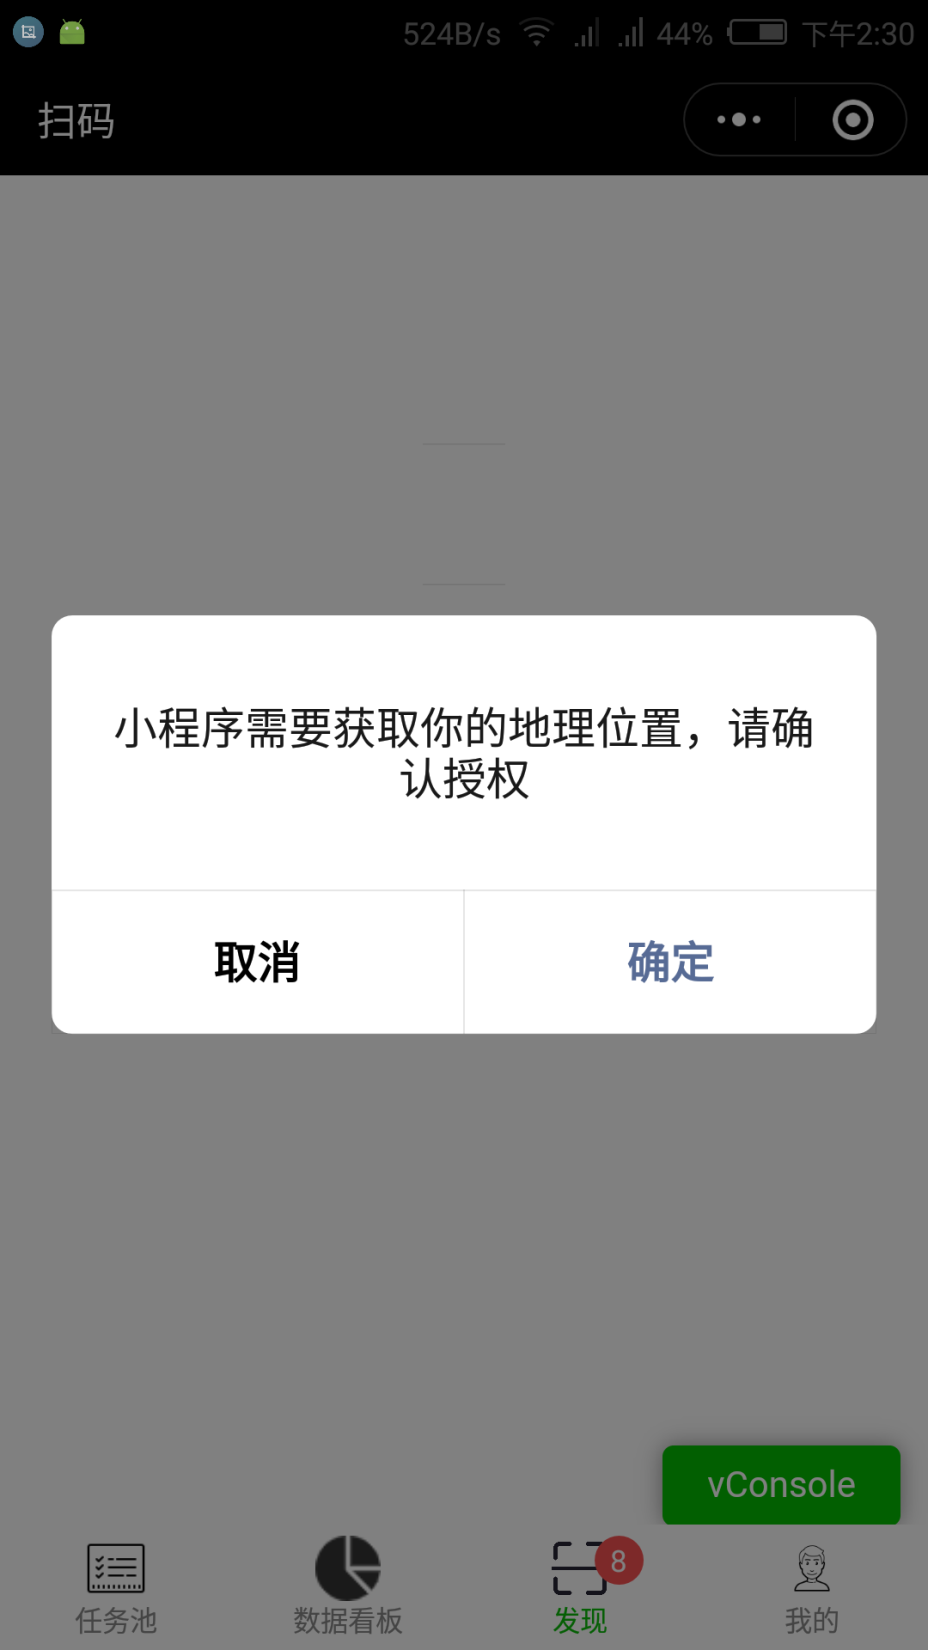 524B/s 44% 下午2:30
扫码
小程序需要获取你的地理位置，请确
认授权
取消 确定
vConsole
8
任务池 数据看板 发现 我的